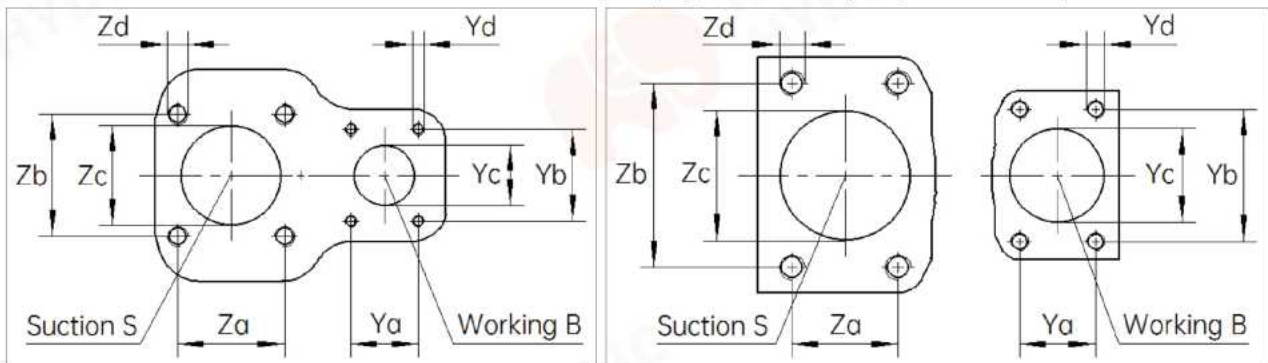 Zd
Yd
Zb
Zc
Yc
Yb
Suction S
Za
Ya
Working B
Zd
Yd
Zb
Zc
Yc
Yb
Suction S
Za
Ya
Working B